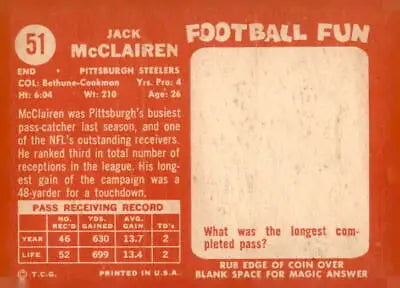 51
JACK
McCLAIREN
END • PITTSBURGH STEELERS
COL: Bethune-Cookman Yrs. Pro: 4
Ht: 6:04 Wt: 210 Age: 26
McClairen was Pittsburgh's busiest
pass-catcher last season, and one
of the NFL's outstanding receivers.
He ranked third in total number of
receptions in the league. His long-
est gain of the campaign was a
48-yarder for a touchdown.
PASS RECEIVING RECORD
NO. REC'D YDS. GAINED AVG. GAIN TD's
YEAR 46 630 13.7 2
LIFE 52 699 13.4 2
© T.C.G. PRINTED IN U.S.A.
FOOTBALL FUN
What was the longest com-
pleted pass?
RUB EDGE OF COIN OVER
BLANK SPACE FOR MAGIC ANSWER